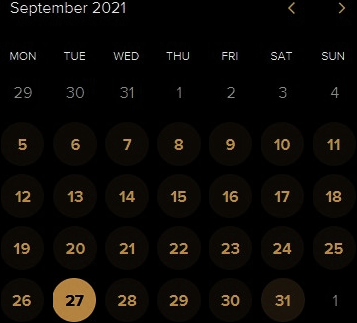 September 2021
MON TUE WED THU FRI SAT SUN
29 30 31 1 2 3 4
5 6 7 8 9 10 11
12 13 14 15 16 17 18
19 20 21 22 23 24 25
26 27 28 29 30 31 1